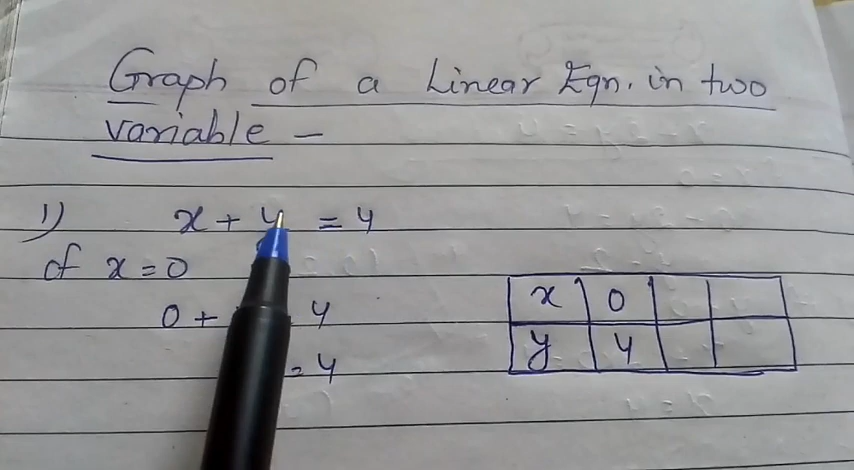 Graph of a Linear Eqn. in two
variable -
1) x + y = 4
If x = 0
0 + 4
= 4
x 0
y 4